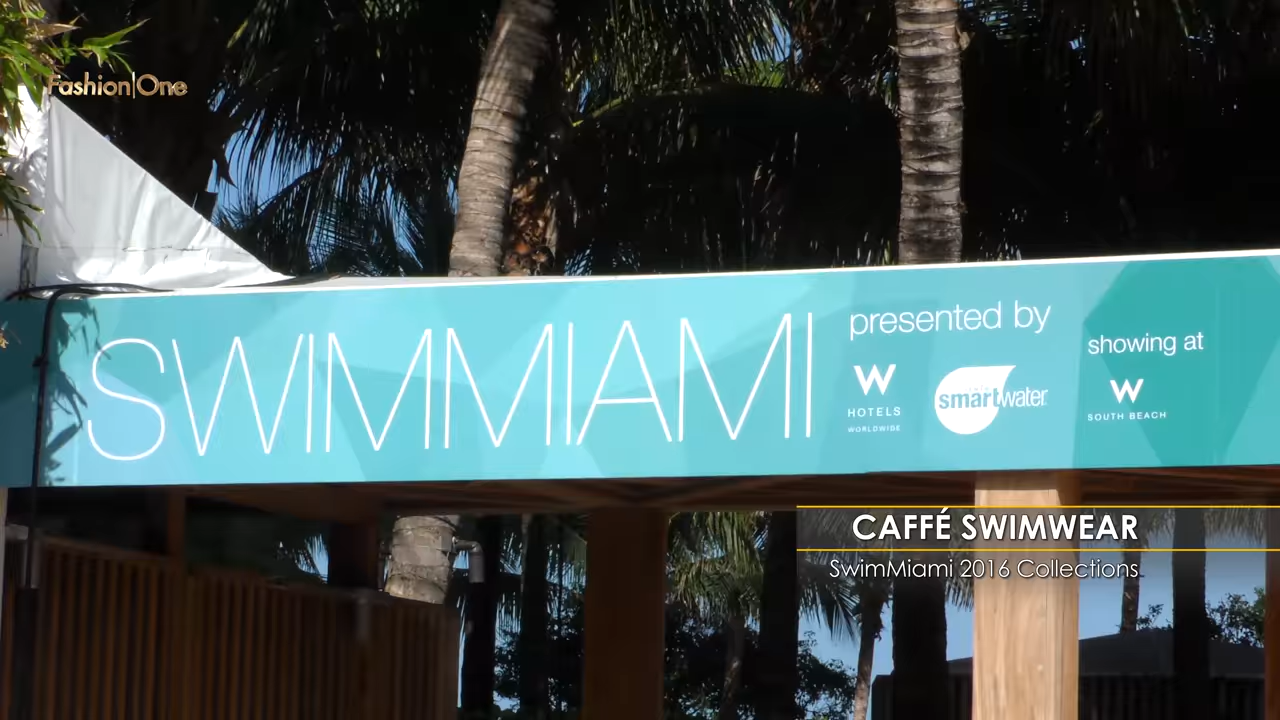 Fashion|One
SWIMMIAMI
presented by
W
HOTELS
WORLDWIDE
smartwater
showing at
W
SOUTH BEACH
CAFFÉ SWIMWEAR
SwimMiami 2016 Collections